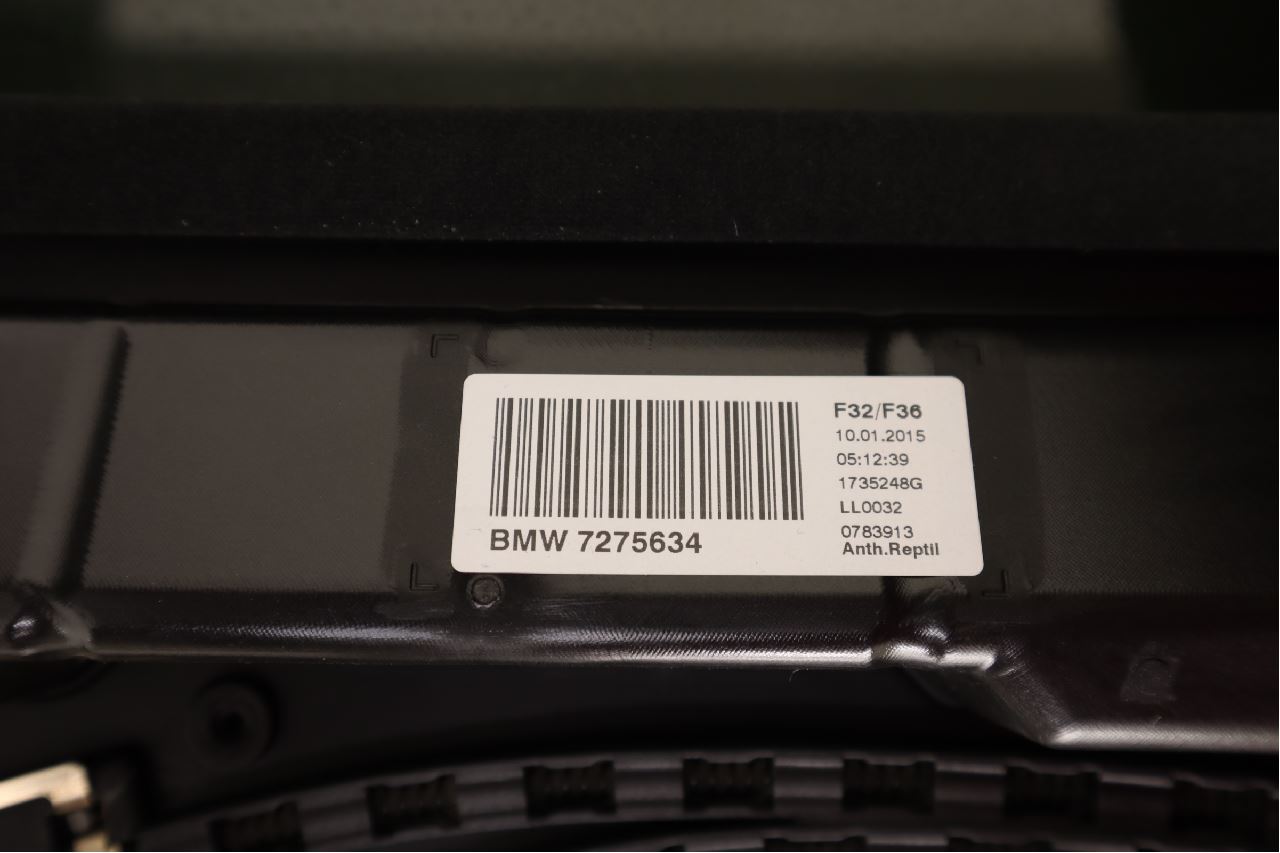 BMW 7275634
F32/F36
10.01.2015
05:12:39
1735248G
LL0032
0783913
Anth.Reptil